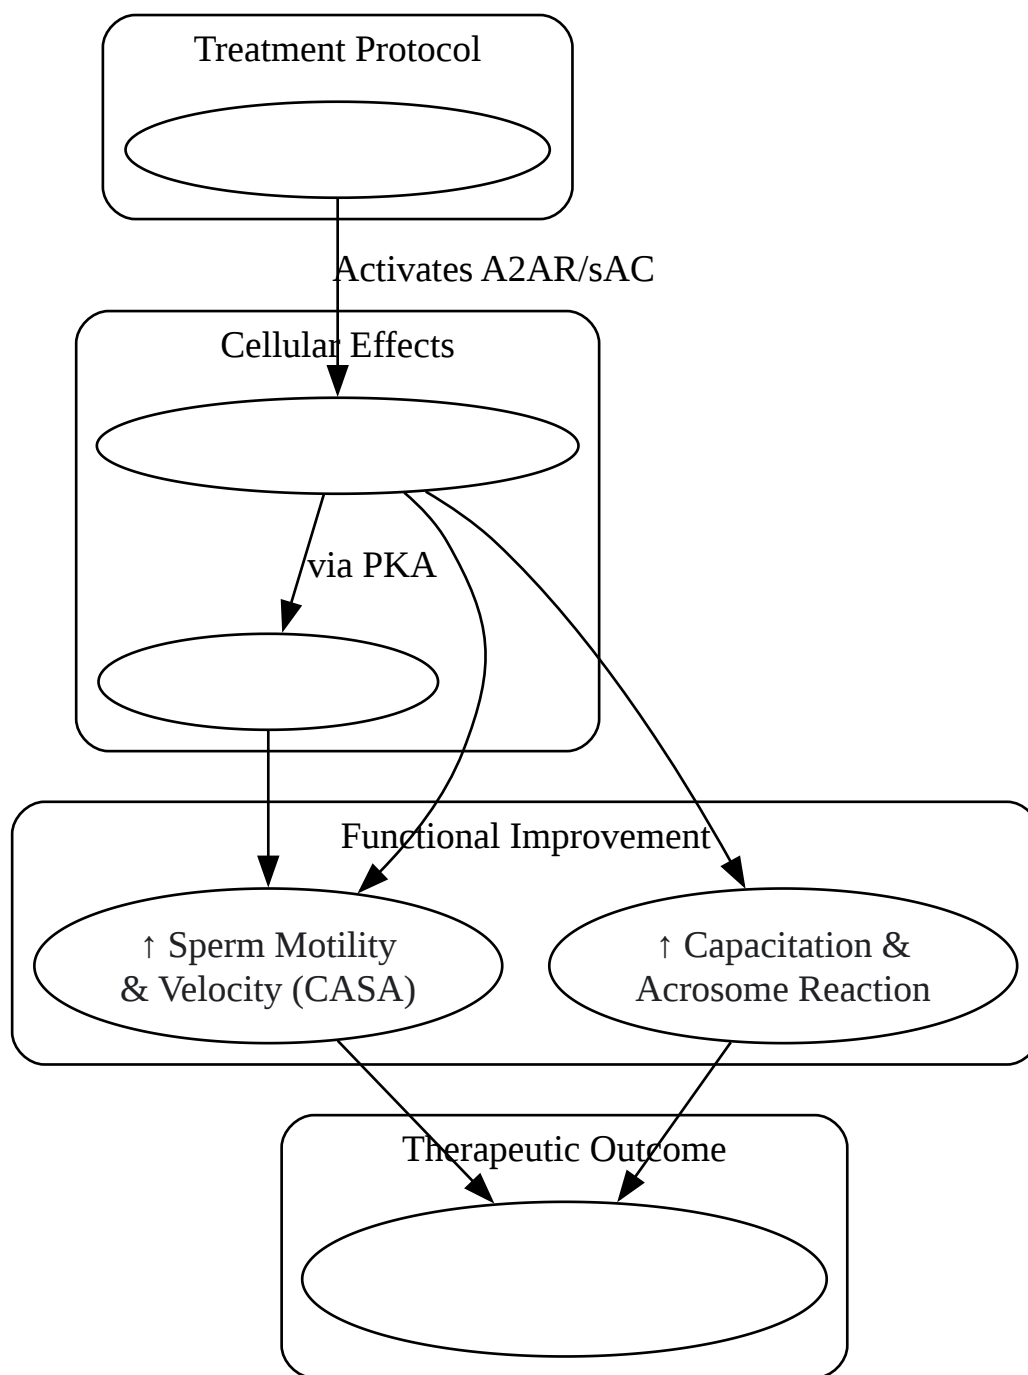 Treatment Protocol
Activates A2AR/sAC
Cellular Effects
via PKA
Functional Improvement
↑ Sperm Motility
& Velocity (CASA)
↑ Capacitation &
Acrosome Reaction
Therapeutic Outcome